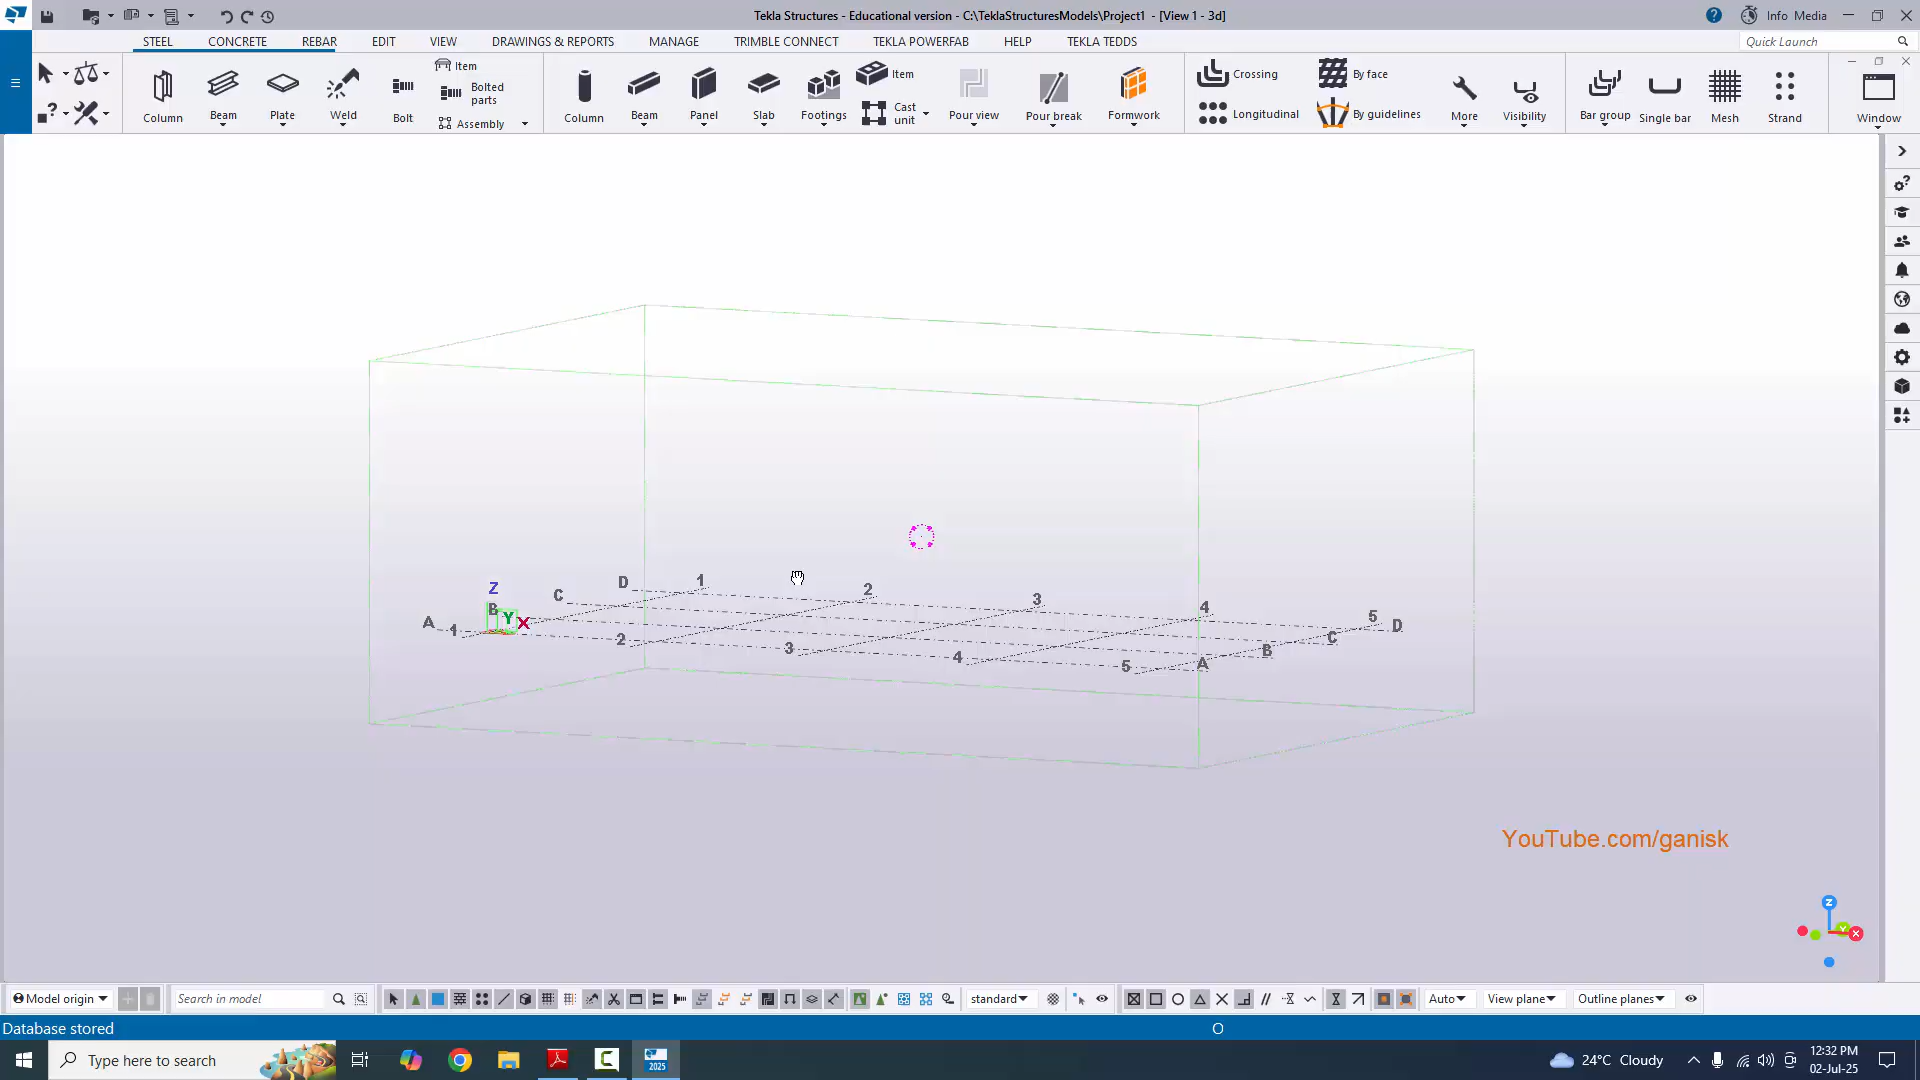 Tekla Structures - Educational version - C:\TeklaStructuresModels\Project1 - [View 1 - 3d]
Info Media
STEEL CONCRETE REBAR EDIT VIEW DRAWINGS & REPORTS MANAGE TRIMBLE CONNECT TEKLA POWERFAB HELP TEKLA TEDDS
Quick Launch
Column Beam Plate Weld Bolt
Item
Bolted parts
Assembly
Column Beam Panel Slab Footings
Item
Cast unit
Pour view Pour break Formwork
Crossing
Longitudinal
By face
By guidelines
More Visibility Bar group Single bar Mesh Strand Window
D 1 2 3 4 5 D
C C
B B
A 1 2 3 4 5 A
Z
Y
X
YouTube.com/ganisk
Z
Y
X
Model origin
Search in model
standard
Auto
View plane
Outline planes
Database stored
O
Type here to search
2025
24°C Cloudy
12:32 PM
02-Jul-25